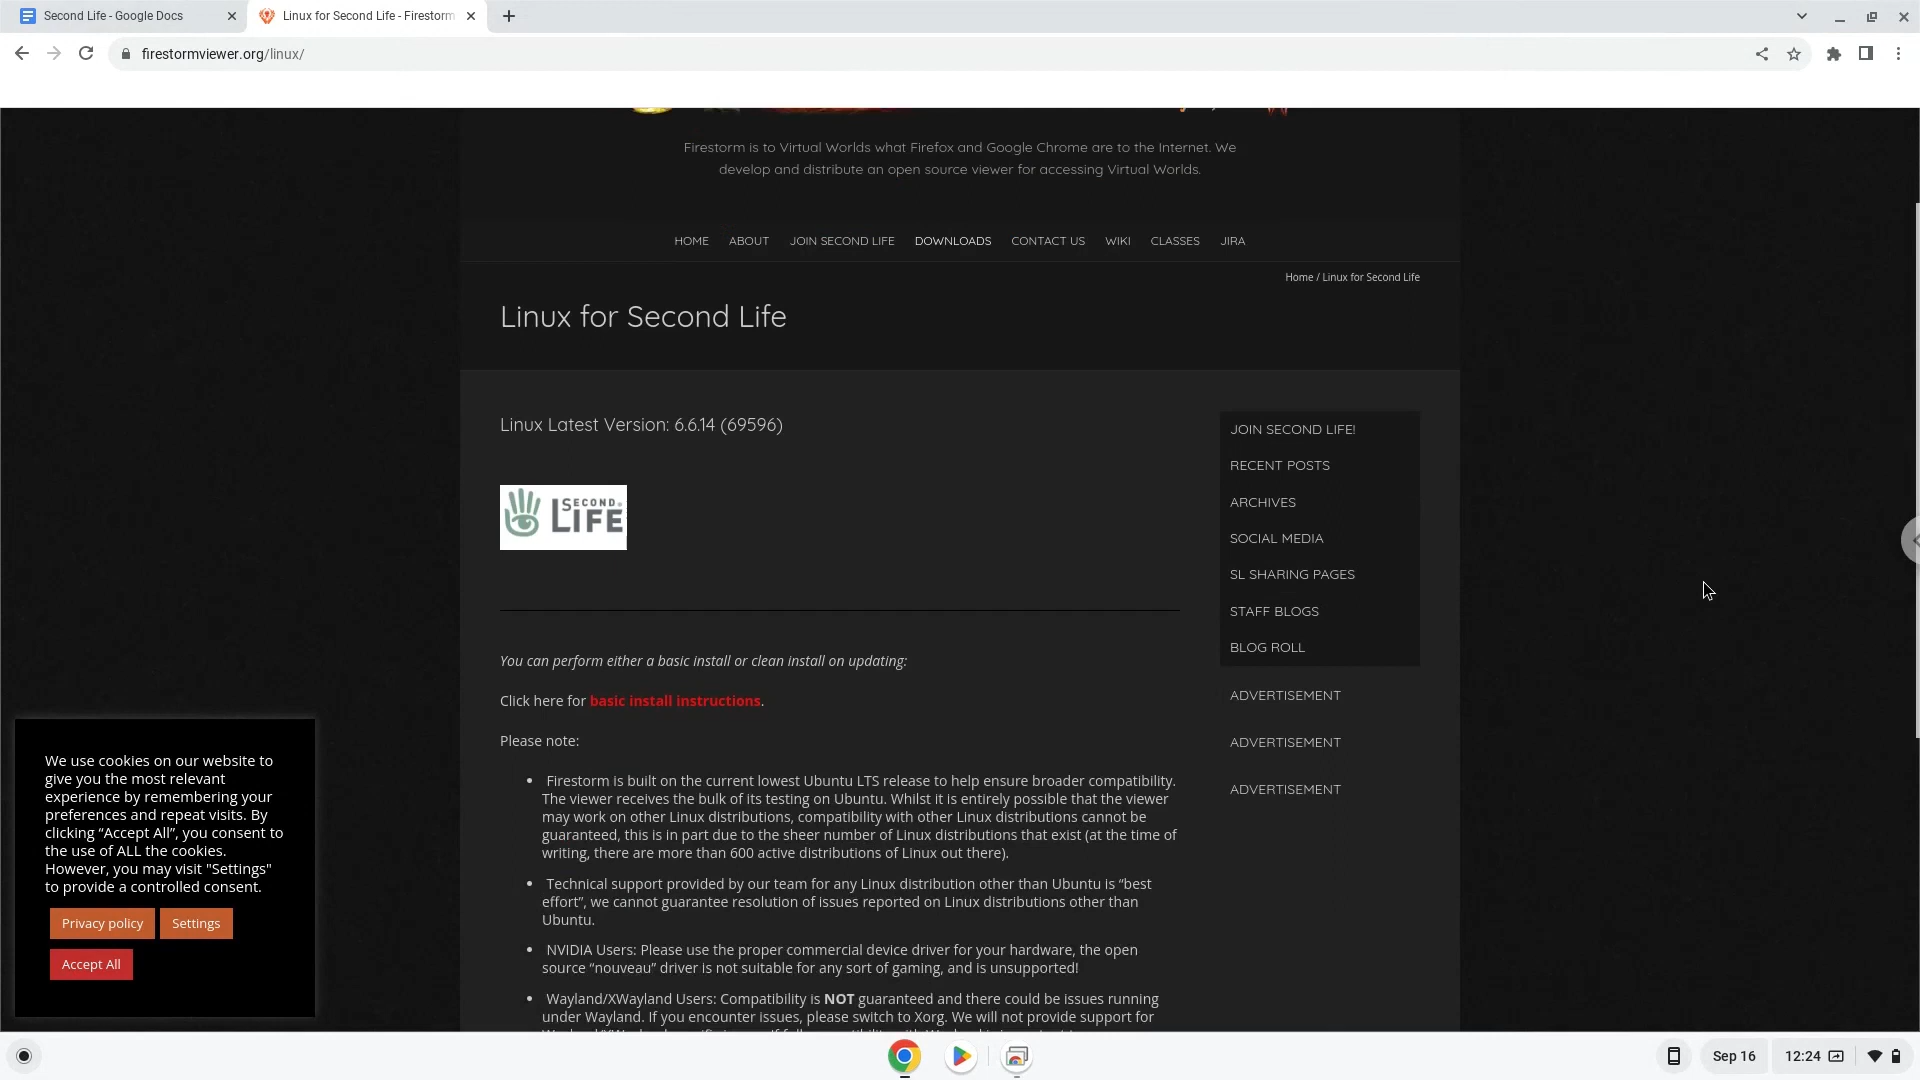 Second Life - Google Docs
Linux for Second Life - Firestorm
firestormviewer.org/linux/
Firestorm is to Virtual Worlds what Firefox and Google Chrome are to the Internet. We
develop and distribute an open source viewer for accessing Virtual Worlds.
HOME ABOUT JOIN SECOND LIFE DOWNLOADS CONTACT US WIKI CLASSES JIRA
Home / Linux for Second Life
Linux for Second Life
Linux Latest Version: 6.6.14 (69596)
SECOND
LIFE
You can perform either a basic install or clean install on updating:
Click here for basic install instructions.
Please note:
• Firestorm is built on the current lowest Ubuntu LTS release to help ensure broader compatibility.
The viewer receives the bulk of its testing on Ubuntu. Whilst it is entirely possible that the viewer
may work on other Linux distributions, compatibility with other Linux distributions cannot be
guaranteed, this is in part due to the sheer number of Linux distributions that exist (at the time of
writing, there are more than 600 active distributions of Linux out there).
• Technical support provided by our team for any Linux distribution other than Ubuntu is “best
effort”, we cannot guarantee resolution of issues reported on Linux distributions other than
Ubuntu.
• NVIDIA Users: Please use the proper commercial device driver for your hardware, the open
source “nouveau” driver is not suitable for any sort of gaming, and is unsupported!
• Wayland/XWayland Users: Compatibility is NOT guaranteed and there could be issues running
under Wayland. If you encounter issues, please switch to Xorg. We will not provide support for
JOIN SECOND LIFE!
RECENT POSTS
ARCHIVES
SOCIAL MEDIA
SL SHARING PAGES
STAFF BLOGS
BLOG ROLL
ADVERTISEMENT
ADVERTISEMENT
ADVERTISEMENT
We use cookies on our website to
give you the most relevant
experience by remembering your
preferences and repeat visits. By
clicking “Accept All”, you consent to
the use of ALL the cookies.
However, you may visit "Settings"
to provide a controlled consent.
Privacy policy Settings
Accept All
Sep 16 12:24